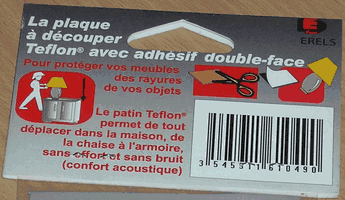 La plaque
à découper
Teflon® avec adhésif double-face
ERELS
Pour protéger vos meubles
des rayures
de vos objets
Le patin Teflon®
permet de tout
déplacer dans la maison, de
la chaise à l'armoire,
sans effort et sans bruit
(confort acoustique)
3 545511 610490